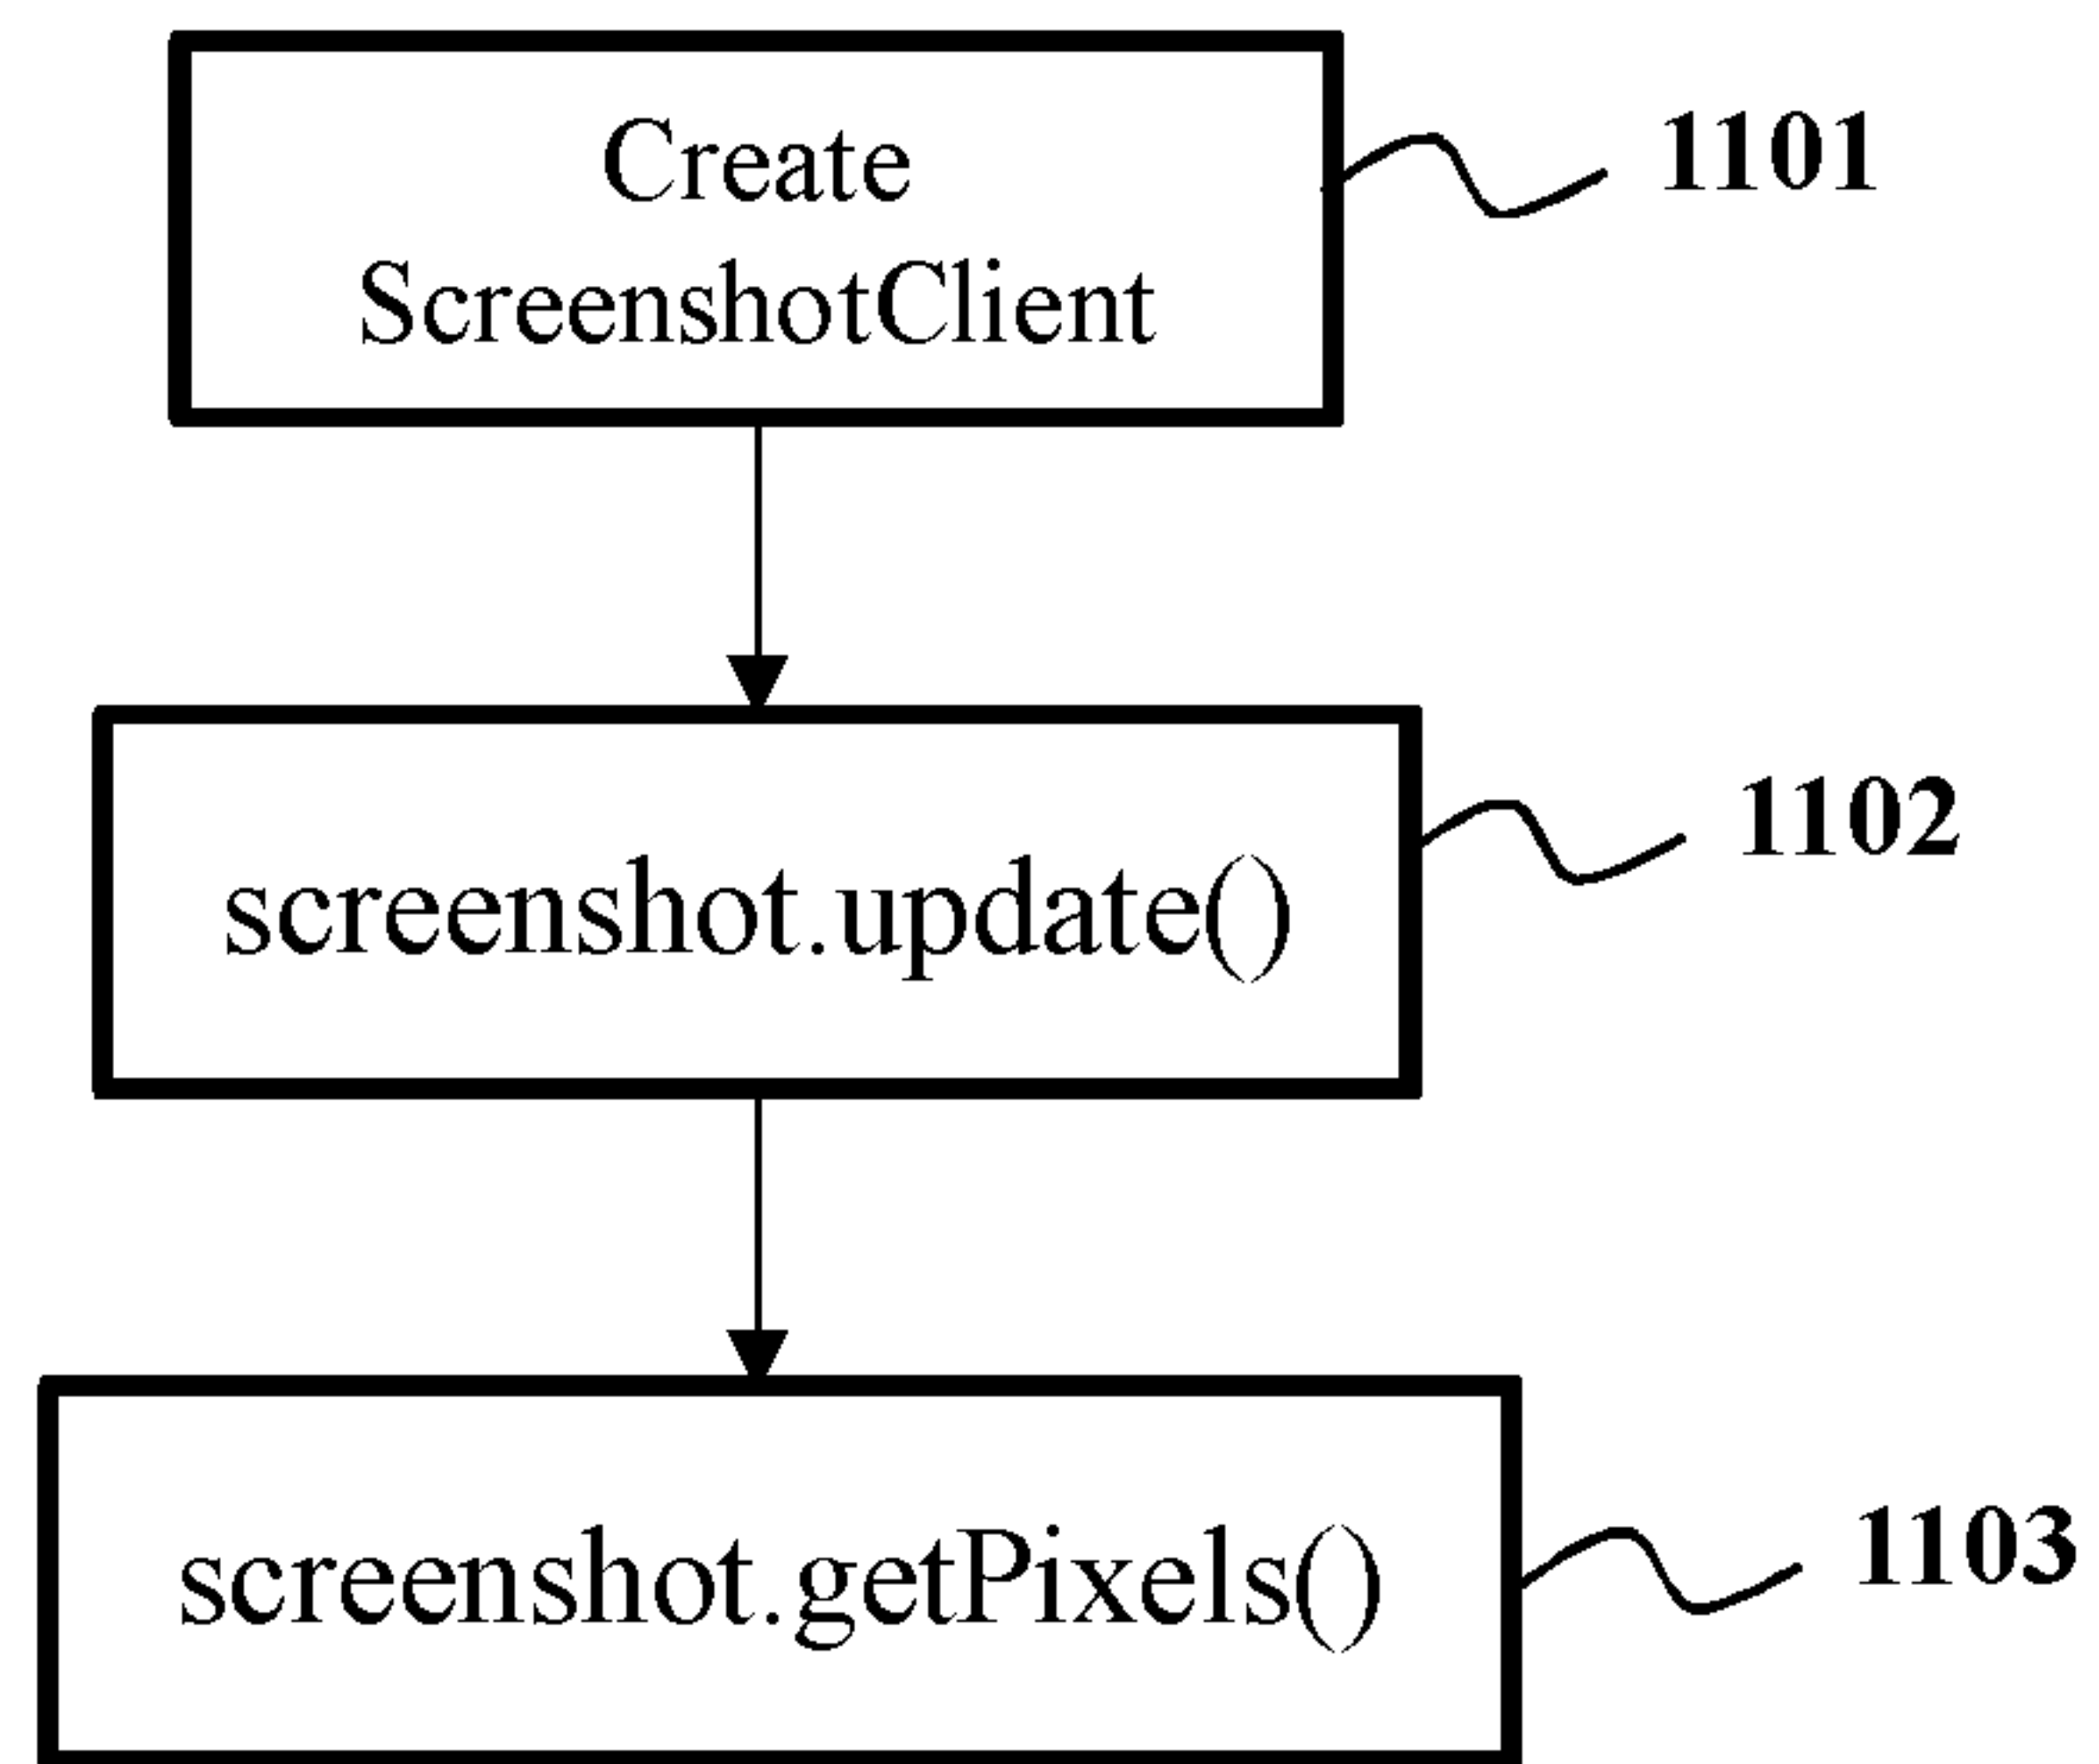 Create
ScreenshotClient
1101
screenshot.update()
1102
screenshot.getPixels()
1103